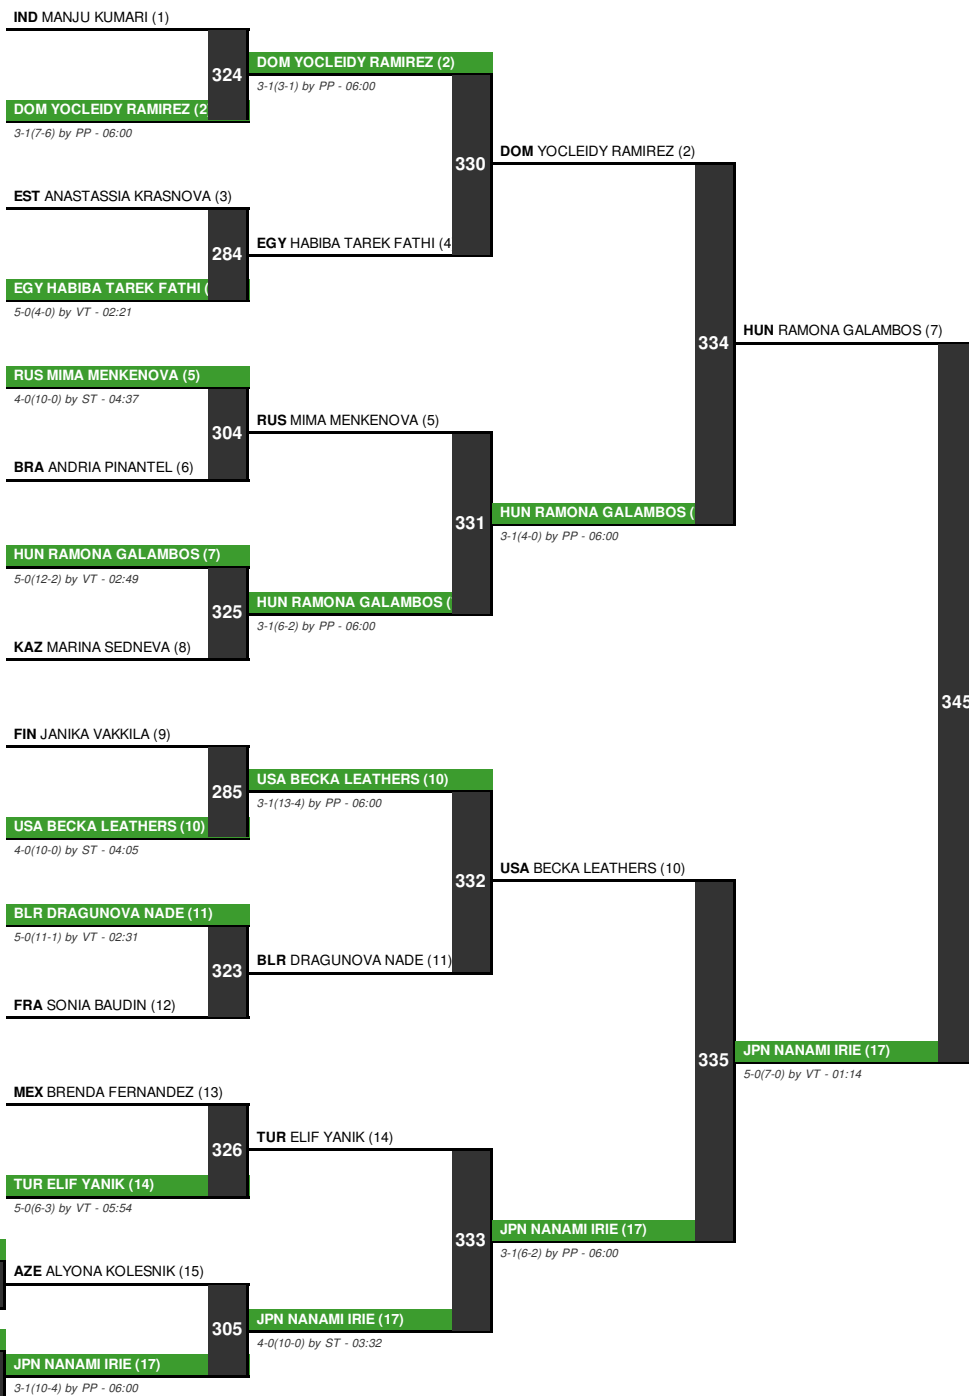 IND MANJU KUMARI (1)
324
DOM YOCLEIDY RAMIREZ (2)
3-1(3-1) by PP - 06:00
DOM YOCLEIDY RAMIREZ (2
3-1(7-6) by PP - 06:00
330
DOM YOCLEIDY RAMIREZ (2)
EST ANASTASSIA KRASNOVA (3)
284
EGY HABIBA TAREK FATHI (4
EGY HABIBA TAREK FATHI (
5-0(4-0) by VT - 02:21
334
HUN RAMONA GALAMBOS (7)
RUS MIMA MENKENOVA (5)
4-0(10-0) by ST - 04:37
304
RUS MIMA MENKENOVA (5)
BRA ANDRIA PINANTEL (6)
331
HUN RAMONA GALAMBOS (
3-1(4-0) by PP - 06:00
HUN RAMONA GALAMBOS (7)
5-0(12-2) by VT - 02:49
325
HUN RAMONA GALAMBOS (
3-1(6-2) by PP - 06:00
KAZ MARINA SEDNEVA (8)
345
FIN JANIKA VAKKILA (9)
285
USA BECKA LEATHERS (10)
3-1(13-4) by PP - 06:00
USA BECKA LEATHERS (10)
4-0(10-0) by ST - 04:05
332
USA BECKA LEATHERS (10)
BLR DRAGUNOVA NADE (11)
5-0(11-1) by VT - 02:31
323
BLR DRAGUNOVA NADE (11)
FRA SONIA BAUDIN (12)
335
JPN NANAMI IRIE (17)
5-0(7-0) by VT - 01:14
MEX BRENDA FERNANDEZ (13)
326
TUR ELIF YANIK (14)
TUR ELIF YANIK (14)
5-0(6-3) by VT - 05:54
333
JPN NANAMI IRIE (17)
3-1(6-2) by PP - 06:00
AZE ALYONA KOLESNIK (15)
305
JPN NANAMI IRIE (17)
4-0(10-0) by ST - 03:32
JPN NANAMI IRIE (17)
3-1(10-4) by PP - 06:00